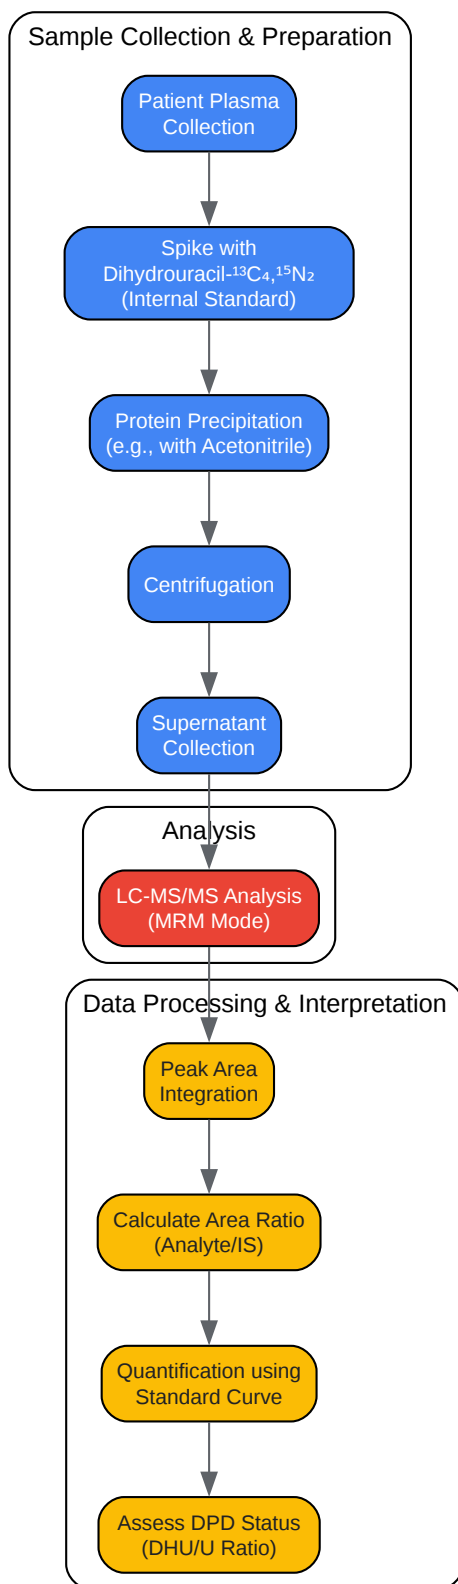 Sample Collection & Preparation
Patient Plasma
Collection
Spike with
Dihydrouracil-¹³C₄,¹⁵N₂
(Internal Standard)
Protein Precipitation
(e.g., with Acetonitrile)
Centrifugation
Supernatant
Collection
Analysis
LC-MS/MS Analysis
(MRM Mode)
Data Processing & Interpretation
Peak Area
Integration
Calculate Area Ratio
(Analyte/IS)
Quantification using
Standard Curve
Assess DPD Status
(DHU/U Ratio)